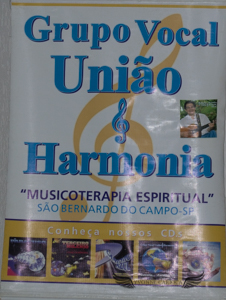 Grupo Vocal
União
Harmonia
"MUSICOTERAPIA ESPIRITUAL"
SÃO BERNARDO DO CAMPO-SP
Conheça nossos CDs